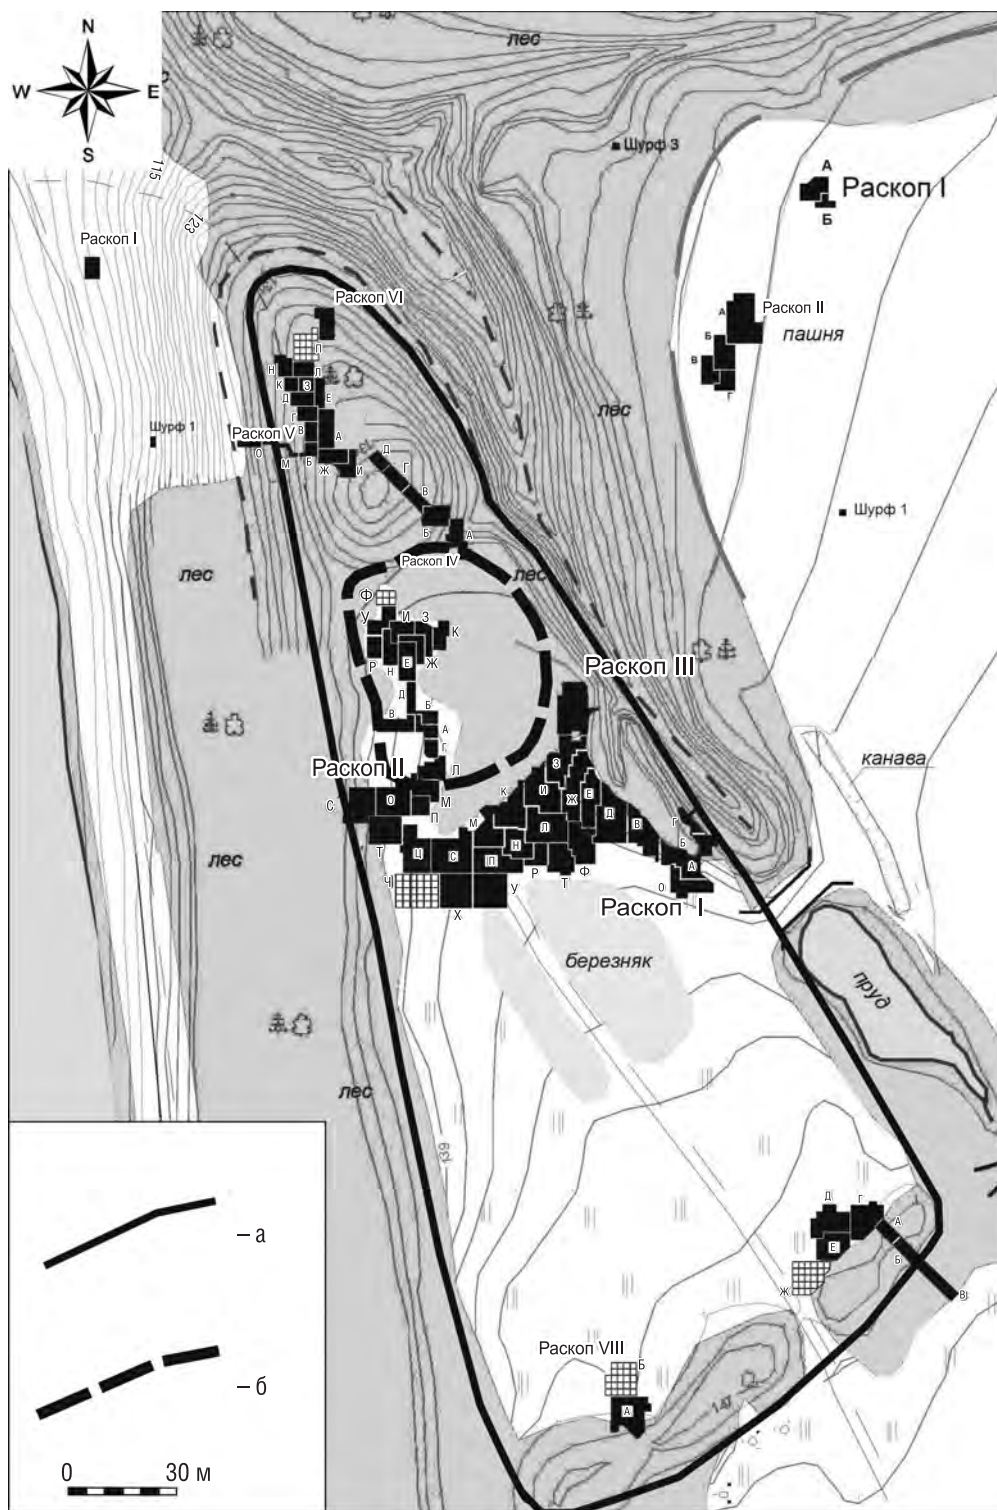 N
W E
S
лес
115
123
Шурф 3
А
Раскоп I
Б
Раскоп I
Раскоп VI
А
Раскоп II
Б
пашня
В
Г
П
Н
Л
К
З
Д
Е
Г
В
А
лес
Шурф 1
Раскоп V
О
М
Б
Ж
И
Д
Г
В
Б
А
Шурф 1
Раскоп IV
лес
лес
Ф
У
И
З
К
Р
Н
Е
Ж
Раскоп III
Д
В
Б
А
Г
канава
Раскоп II
Л
З
С
О
М
К
И
Ж
Е
П
М
Д
Г
В
Л
Б
Т
Ц
С
П
Н
А
лес
Р
Т
Ф
О
Ч
У
Раскоп I
Х
березняк
пруд
лес
139
Д
Г
А
Е
Б
Ж
В
– а
Раскоп VIII
Б
– б
А
147
0 30 м